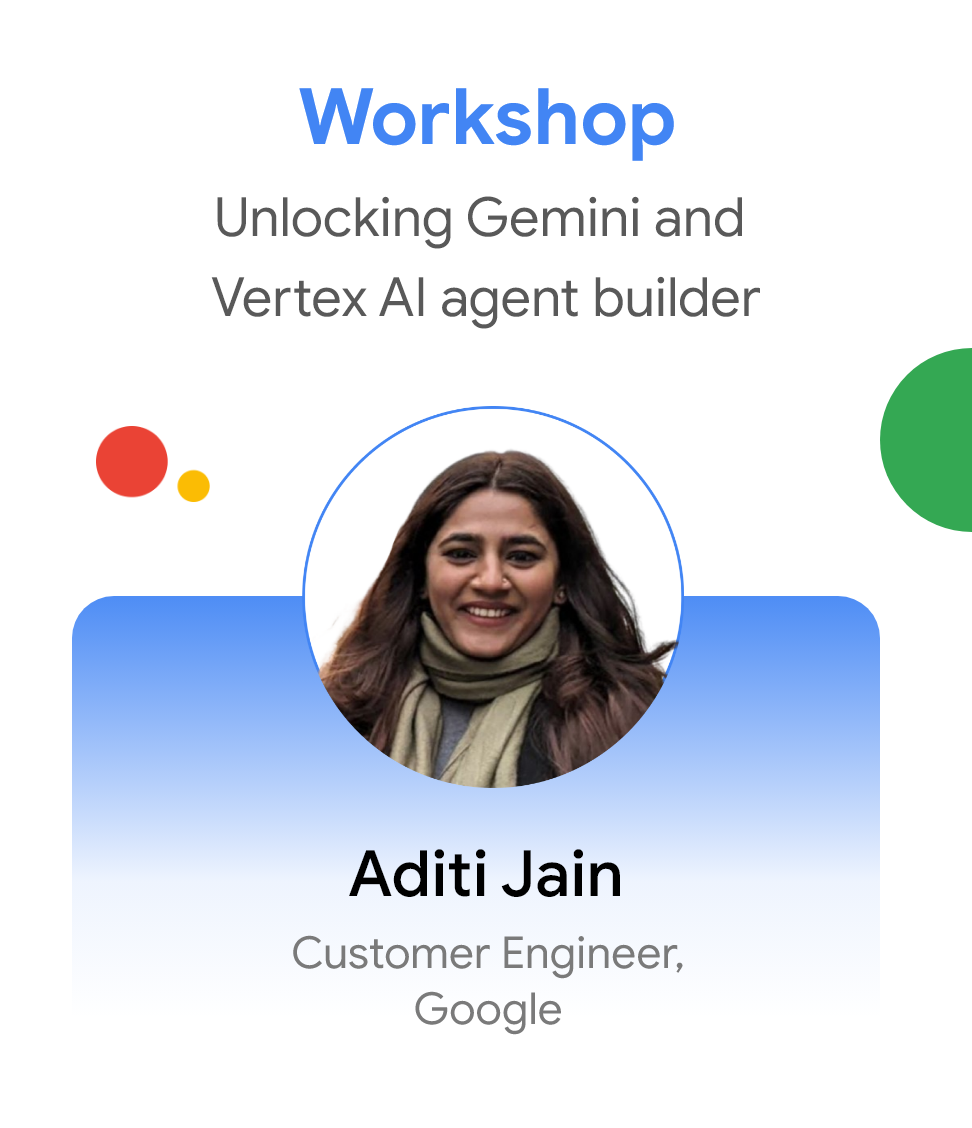 Workshop
Unlocking Gemini and
Vertex AI agent builder
Aditi Jain
Customer Engineer,
Google